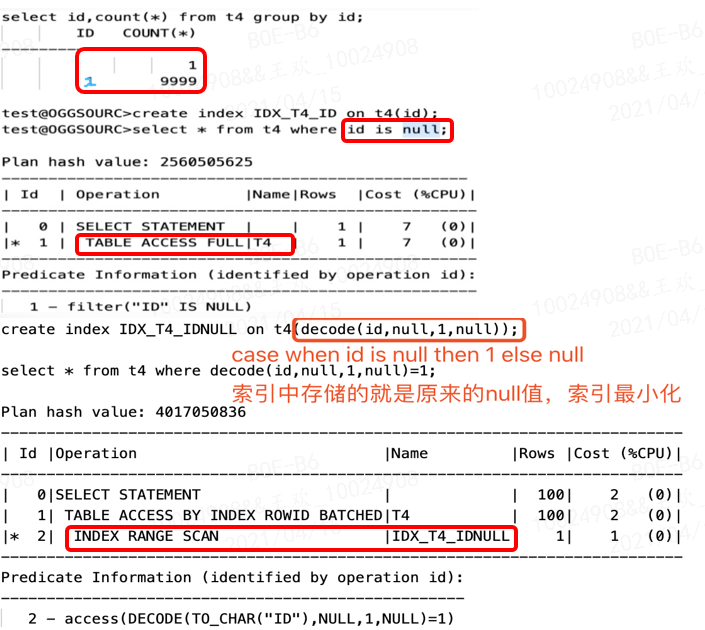 select id,count(*) from t4 group by id;
ID COUNT(*)
1
1 9999
test@OGGSOURC>create index IDX_T4_ID on t4(id);
test@OGGSOURC>select * from t4 where id is null;
Plan hash value: 2560505625
| Id | Operation |Name|Rows |Cost (%CPU)|
| 0 | SELECT STATEMENT | | 1 | 7 (0)|
|* 1 | TABLE ACCESS FULL|T4 | 1 | 7 (0)|
Predicate Information (identified by operation id):
1 - filter("ID" IS NULL)
create index IDX_T4_IDNULL on t4(decode(id,null,1,null));
case when id is null then 1 else null
select * from t4 where decode(id,null,1,null)=1;
索引中存储的就是原来的null值，索引最小化
Plan hash value: 4017050836
| Id |Operation |Name |Rows |Cost (%CPU)|
| 0|SELECT STATEMENT | | 100| 2 (0)|
| 1| TABLE ACCESS BY INDEX ROWID BATCHED|T4 | 100| 2 (0)|
|* 2| INDEX RANGE SCAN |IDX_T4_IDNULL | 1| 1 (0)|
Predicate Information (identified by operation id):
2 - access(DECODE(TO_CHAR("ID"),NULL,1,NULL)=1)
80E-B6
10024908&&王欢_10024908
2021/04/15